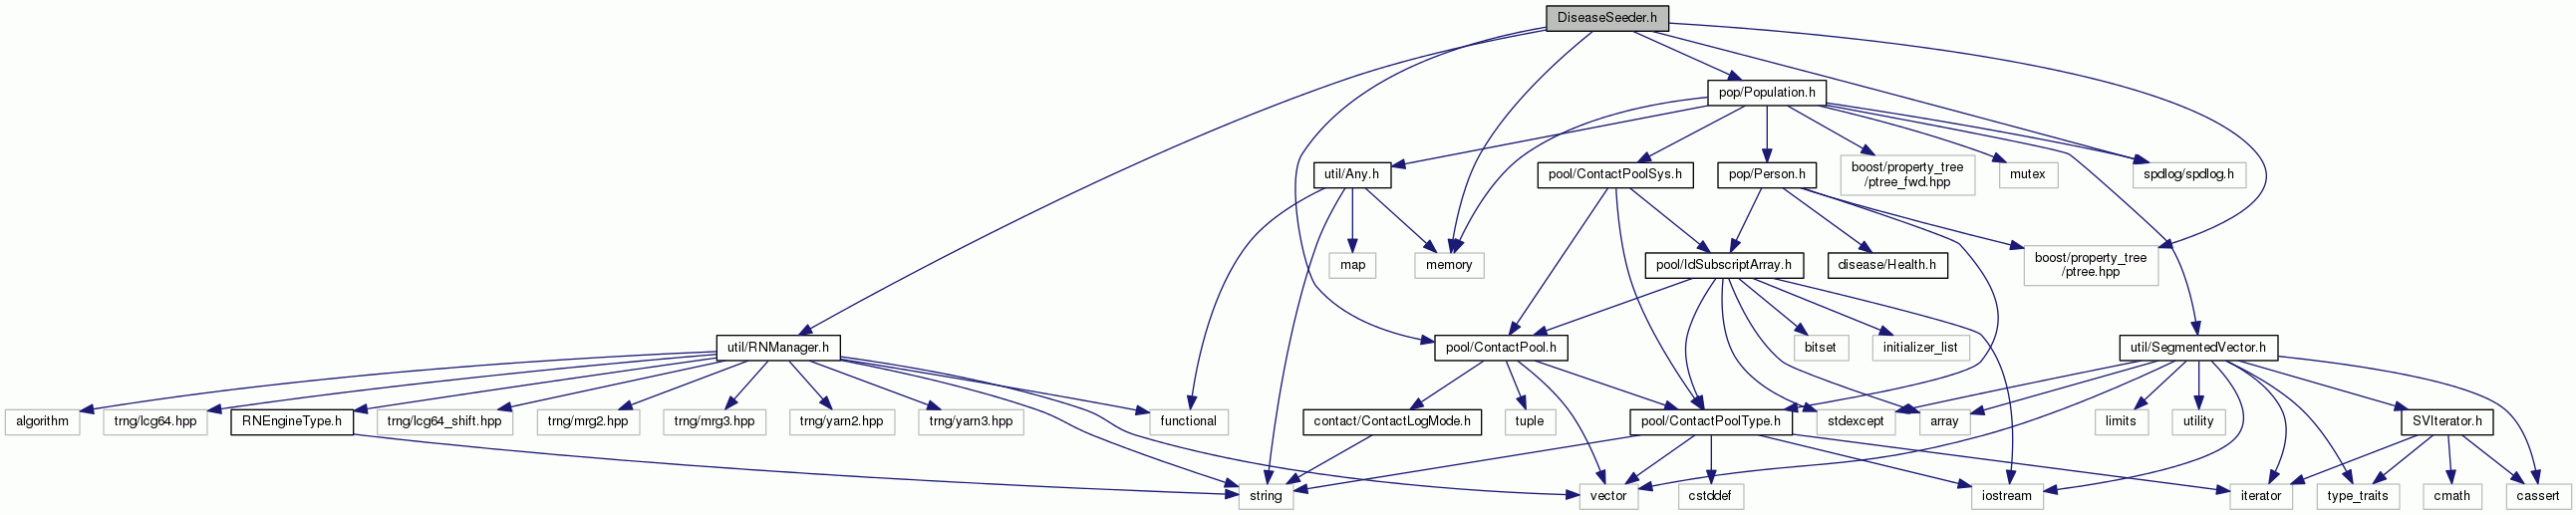 DiseaseSeeder.h
pop/Population.h
util/Any.h
pool/ContactPoolSys.h
pop/Person.h
boost/property_tree
/ptree_fwd.hpp
mutex
spdlog/spdlog.h
map
memory
pool/IdSubscriptArray.h
disease/Health.h
boost/property_tree
/ptree.hpp
util/RNManager.h
pool/ContactPool.h
bitset
initializer_list
util/SegmentedVector.h
algorithm
trng/lcg64.hpp
RNEngineType.h
trng/lcg64_shift.hpp
trng/mrg2.hpp
trng/mrg3.hpp
trng/yarn2.hpp
trng/yarn3.hpp
functional
contact/ContactLogMode.h
tuple
pool/ContactPoolType.h
stdexcept
array
limits
utility
SVIterator.h
string
vector
cstddef
iostream
iterator
type_traits
cmath
cassert